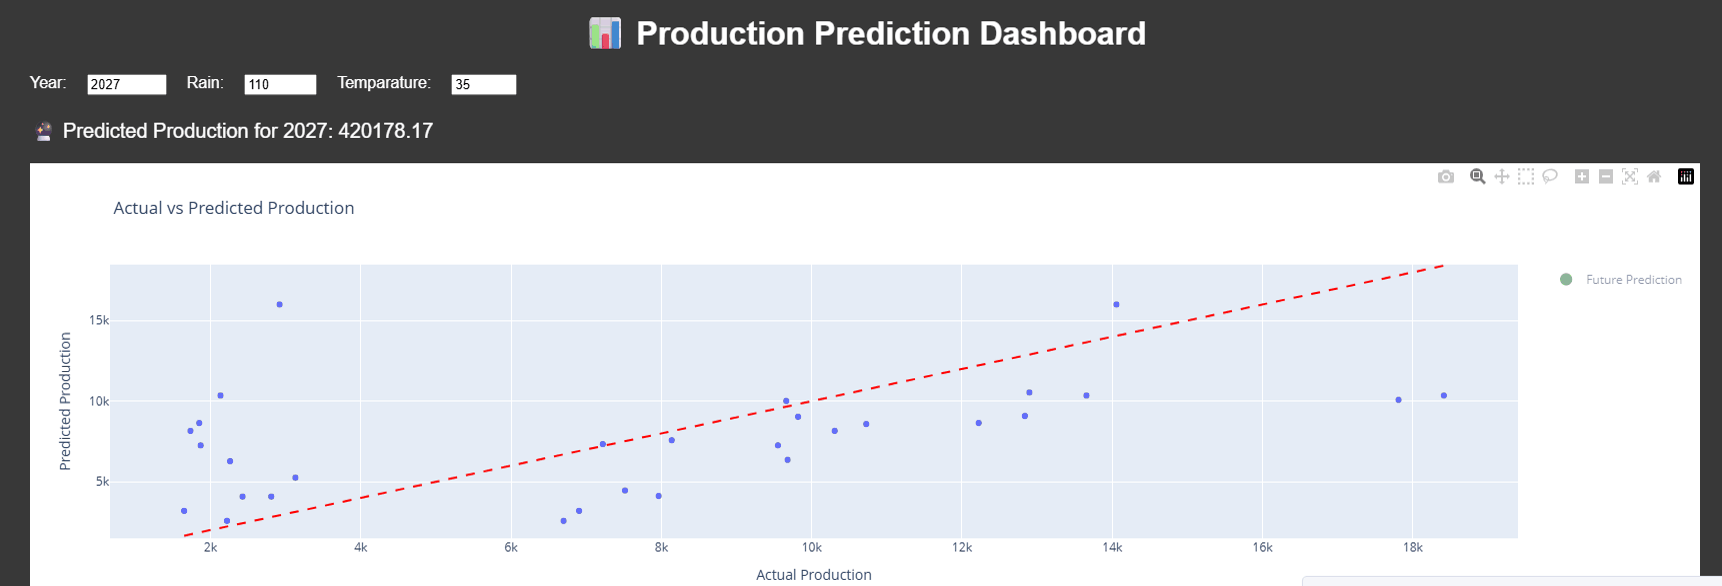 Production Prediction Dashboard
Year: 2027 Rain: 110 Temparature: 35
Predicted Production for 2027: 420178.17
Actual vs Predicted Production
Future Prediction
Predicted Production
15k
10k
5k
2k 4k 6k 8k 10k 12k 14k 16k 18k
Actual Production